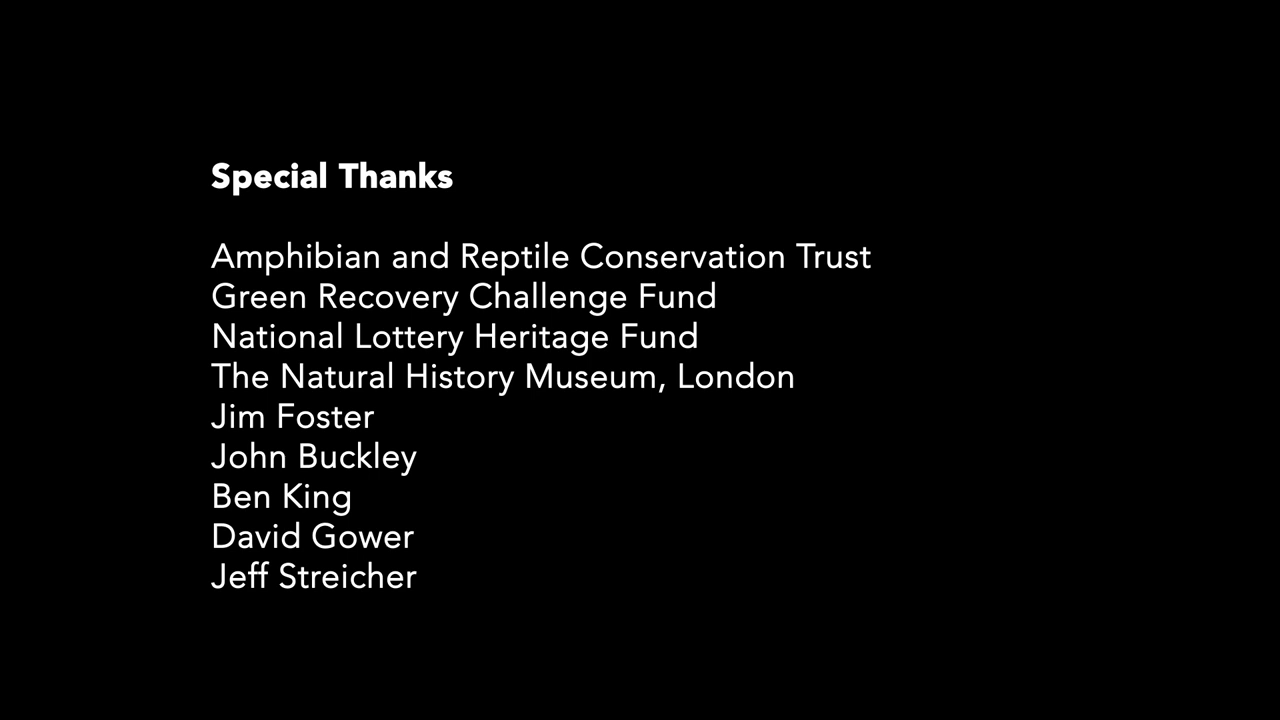 Special Thanks
Amphibian and Reptile Conservation Trust
Green Recovery Challenge Fund
National Lottery Heritage Fund
The Natural History Museum, London
Jim Foster
John Buckley
Ben King
David Gower
Jeff Streicher